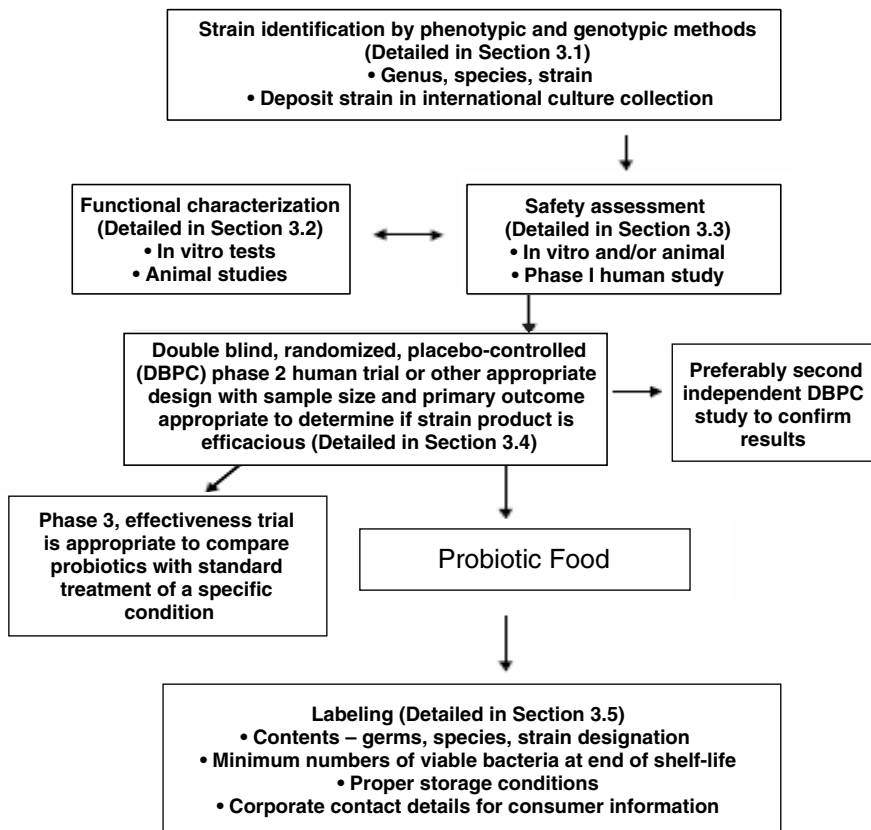 Strain identification by phenotypic and genotypic methods
(Detailed in Section 3.1)
• Genus, species, strain
• Deposit strain in international culture collection
Functional characterization
(Detailed in Section 3.2)
• In vitro tests
• Animal studies
Safety assessment
(Detailed in Section 3.3)
• In vitro and/or animal
• Phase I human study
Double blind, randomized, placebo-controlled
(DBPC) phase 2 human trial or other appropriate
design with sample size and primary outcome
appropriate to determine if strain product is
efficacious (Detailed in Section 3.4)
Preferably second
independent DBPC
study to confirm
results
Phase 3, effectiveness trial
is appropriate to compare
probiotics with standard
treatment of a specific
condition
Probiotic Food
Labeling (Detailed in Section 3.5)
• Contents – germs, species, strain designation
• Minimum numbers of viable bacteria at end of shelf-life
• Proper storage conditions
• Corporate contact details for consumer information